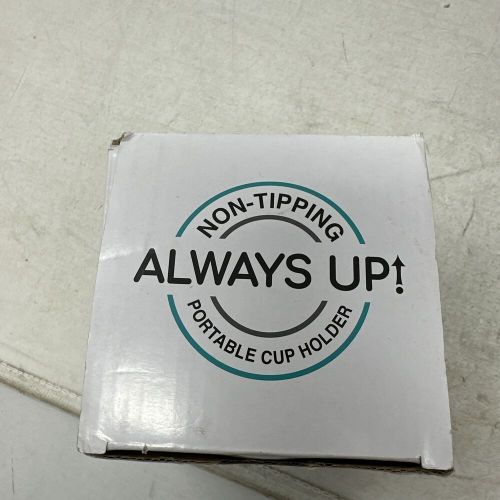 NON-TIPPING
ALWAYS UP!
PORTABLE CUP HOLDER